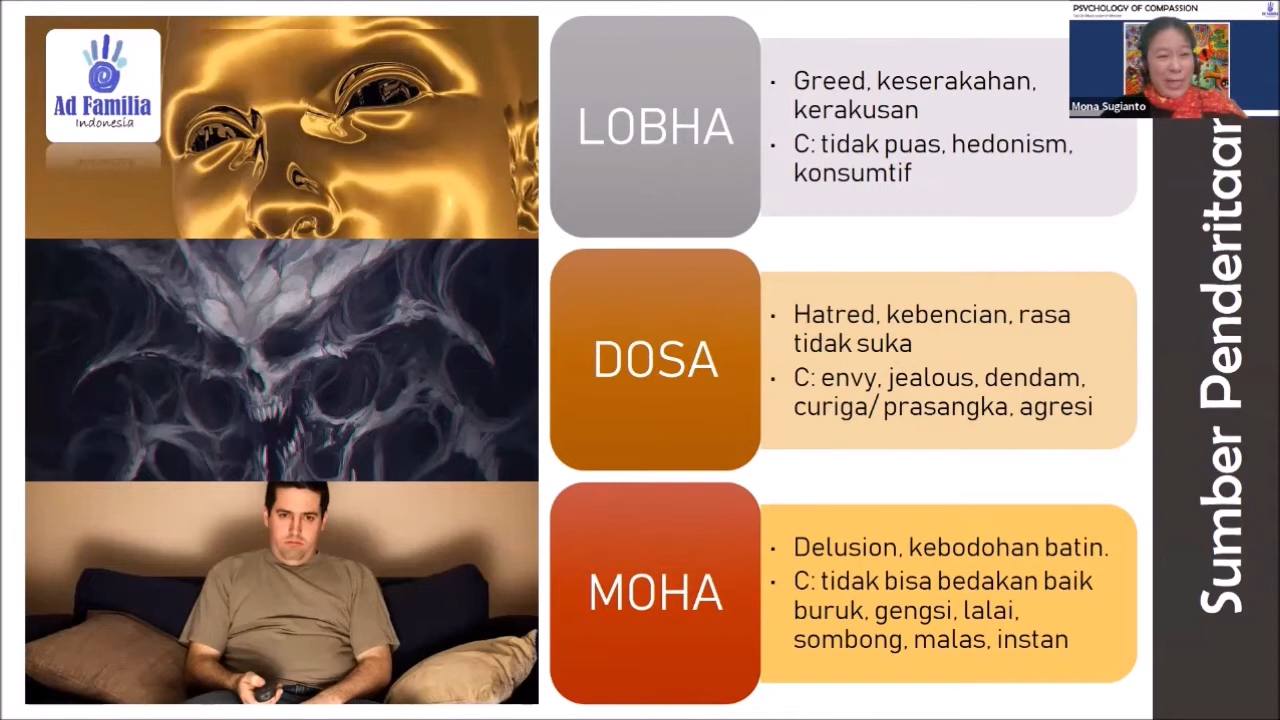 Ad Familia
Indonesia
LOBHA
• Greed, keserakahan,
kerakusan
• C: tidak puas, hedonism,
konsumtif
DOSA
• Hatred, kebencian, rasa
tidak suka
• C: envy, jealous, dendam,
curiga/ prasangka, agresi
MOHA
• Delusion, kebodohan batin.
• C: tidak bisa bedakan baik
buruk, gengsi, lalai,
sombong, malas, instan
PSYCHOLOGY OF COMPASSION
Mona Sugianto
Sumber Penderitaan